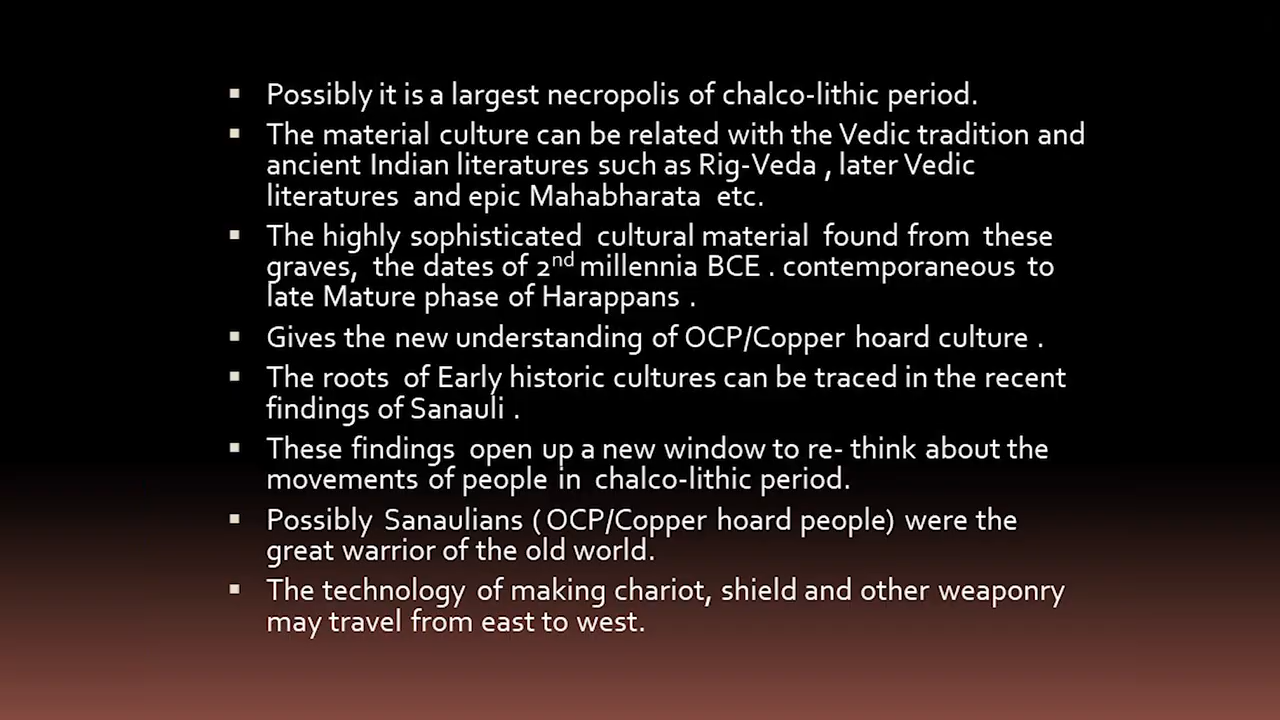 ▪ Possibly it is a largest necropolis of chalco-lithic period.
▪ The material culture can be related with the Vedic tradition and
ancient Indian literatures such as Rig-Veda , later Vedic
literatures and epic Mahabharata etc.
▪ The highly sophisticated cultural material found from these
graves, the dates of 2nd millennia BCE . contemporaneous to
late Mature phase of Harappans .
▪ Gives the new understanding of OCP/Copper hoard culture .
▪ The roots of Early historic cultures can be traced in the recent
findings of Sanauli .
▪ These findings open up a new window to re- think about the
movements of people in chalco-lithic period.
▪ Possibly Sanaulians ( OCP/Copper hoard people) were the
great warrior of the old world.
▪ The technology of making chariot, shield and other weaponry
may travel from east to west.